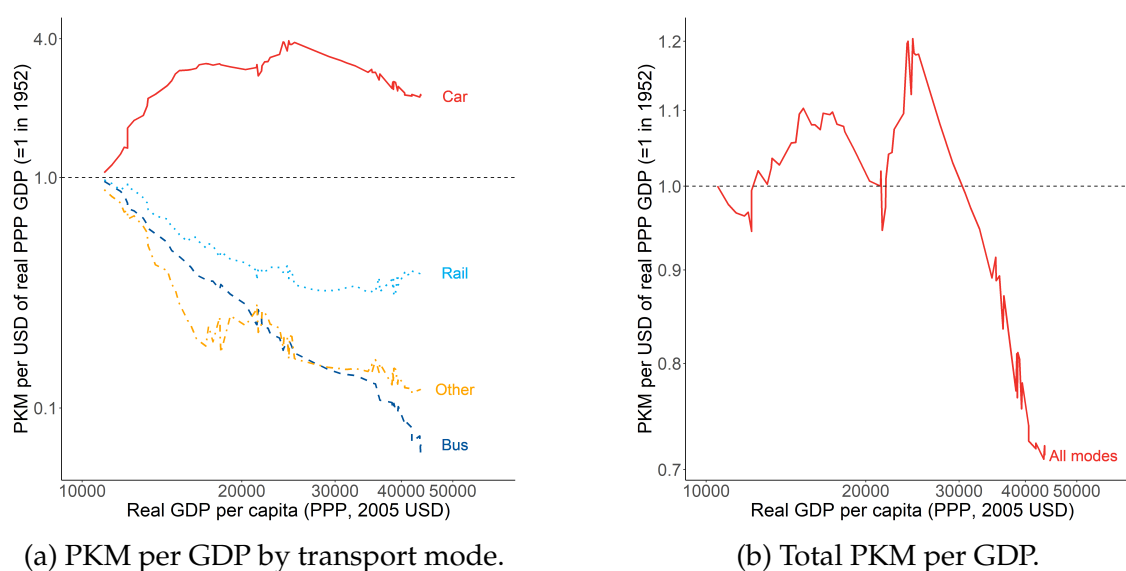 PKM per USD of real PPP GDP (=1 in 1952)
4.0
1.0
0.1
Car
Rail
Other
Bus
10000
20000
30000
40000
50000
Real GDP per capita (PPP, 2005 USD)
(a) PKM per GDP by transport mode.
PKM per USD of real PPP GDP (=1 in 1952)
1.2
1.1
1.0
0.9
0.8
0.7
All modes
10000
20000
30000
40000
50000
Real GDP per capita (PPP, 2005 USD)
(b) Total PKM per GDP.